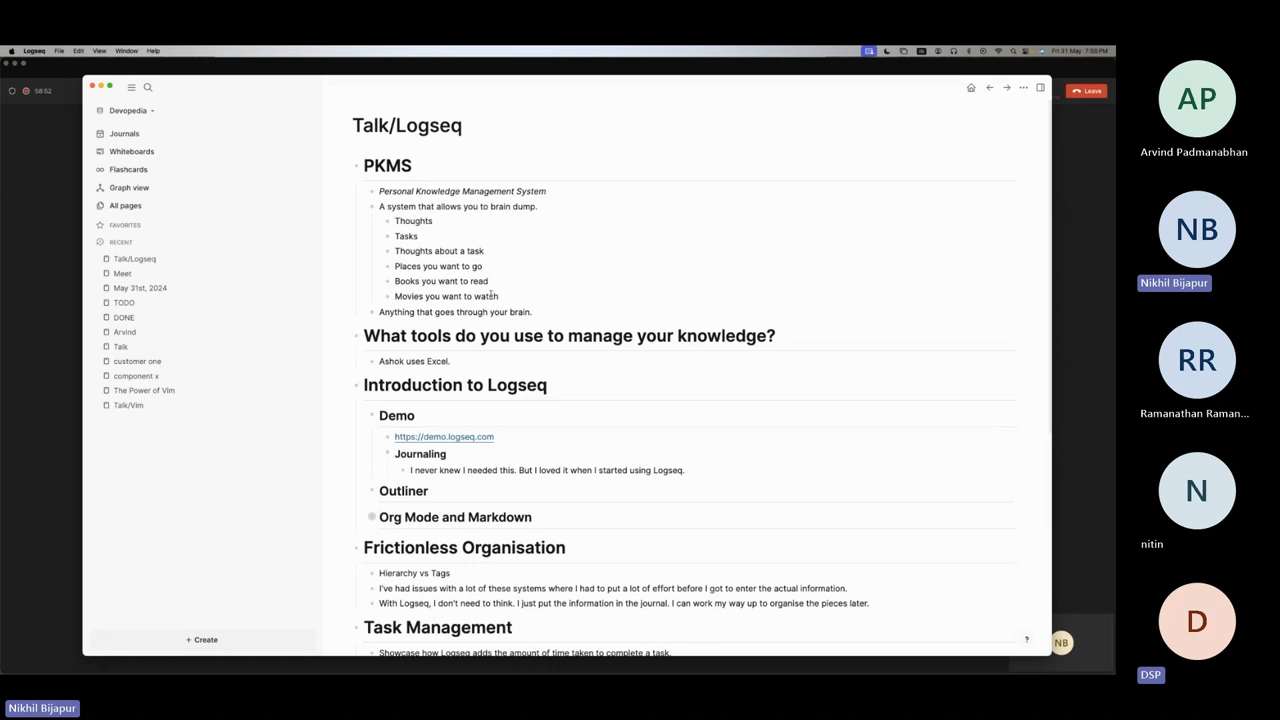 Logseq File Edit View Window Help
Fri 31 May 7:55 PM
58:52
Leave
Devopedia
Journals
Whiteboards
Flashcards
Graph view
All pages
FAVORITES
RECENT
Talk/Logseq
Meet
May 31st, 2024
TODO
DONE
Arvind
Talk
customer one
component x
The Power of Vim
Talk/Vim
+ Create
Talk/Logseq
PKMS
Personal Knowledge Management System
A system that allows you to brain dump.
Thoughts
Tasks
Thoughts about a task
Places you want to go
Books you want to read
Movies you want to watch
Anything that goes through your brain.
What tools do you use to manage your knowledge?
Ashok uses Excel.
Introduction to Logseq
Demo
https://demo.logseq.com
Journaling
I never knew I needed this. But I loved it when I started using Logseq.
Outliner
Org Mode and Markdown
Frictionless Organisation
Hierarchy vs Tags
I've had issues with a lot of these systems where I had to put a lot of effort before I got to enter the actual information.
With Logseq, I don't need to think. I just put the information in the journal. I can work my way up to organise the pieces later.
Task Management
Showcase how Logseq adds the amount of time taken to complete a task.
?
NB
AP
Arvind Padmanabhan
NB
Nikhil Bijapur
RR
Ramanathan Raman...
N
nitin
D
DSP
Nikhil Bijapur